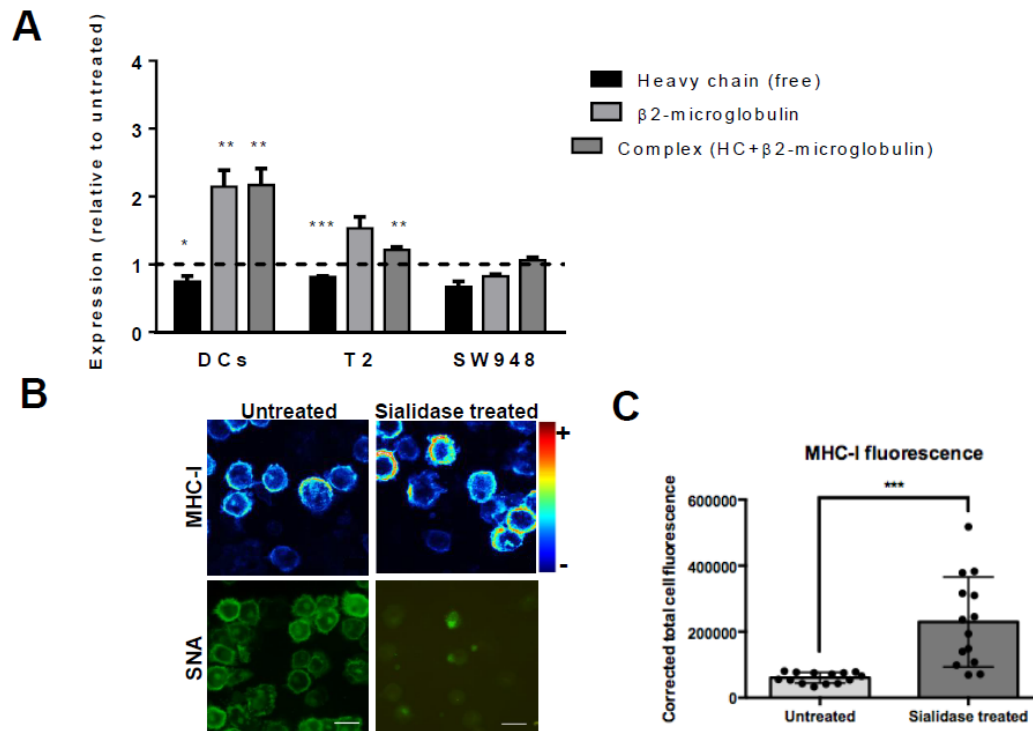 A
Expression (relative to untreated)
4
3
2
1
0
* ** **
*** **
DCs T2 SW948
Heavy chain (free)
β2-microglobulin
Complex (HC+β2-microglobulin)
B
Untreated Sialidase treated
MHC-I
+
-
SNA
C
MHC-I fluorescence
***
Corrected total cell fluorescence
600000
400000
200000
0
Untreated Sialidase treated